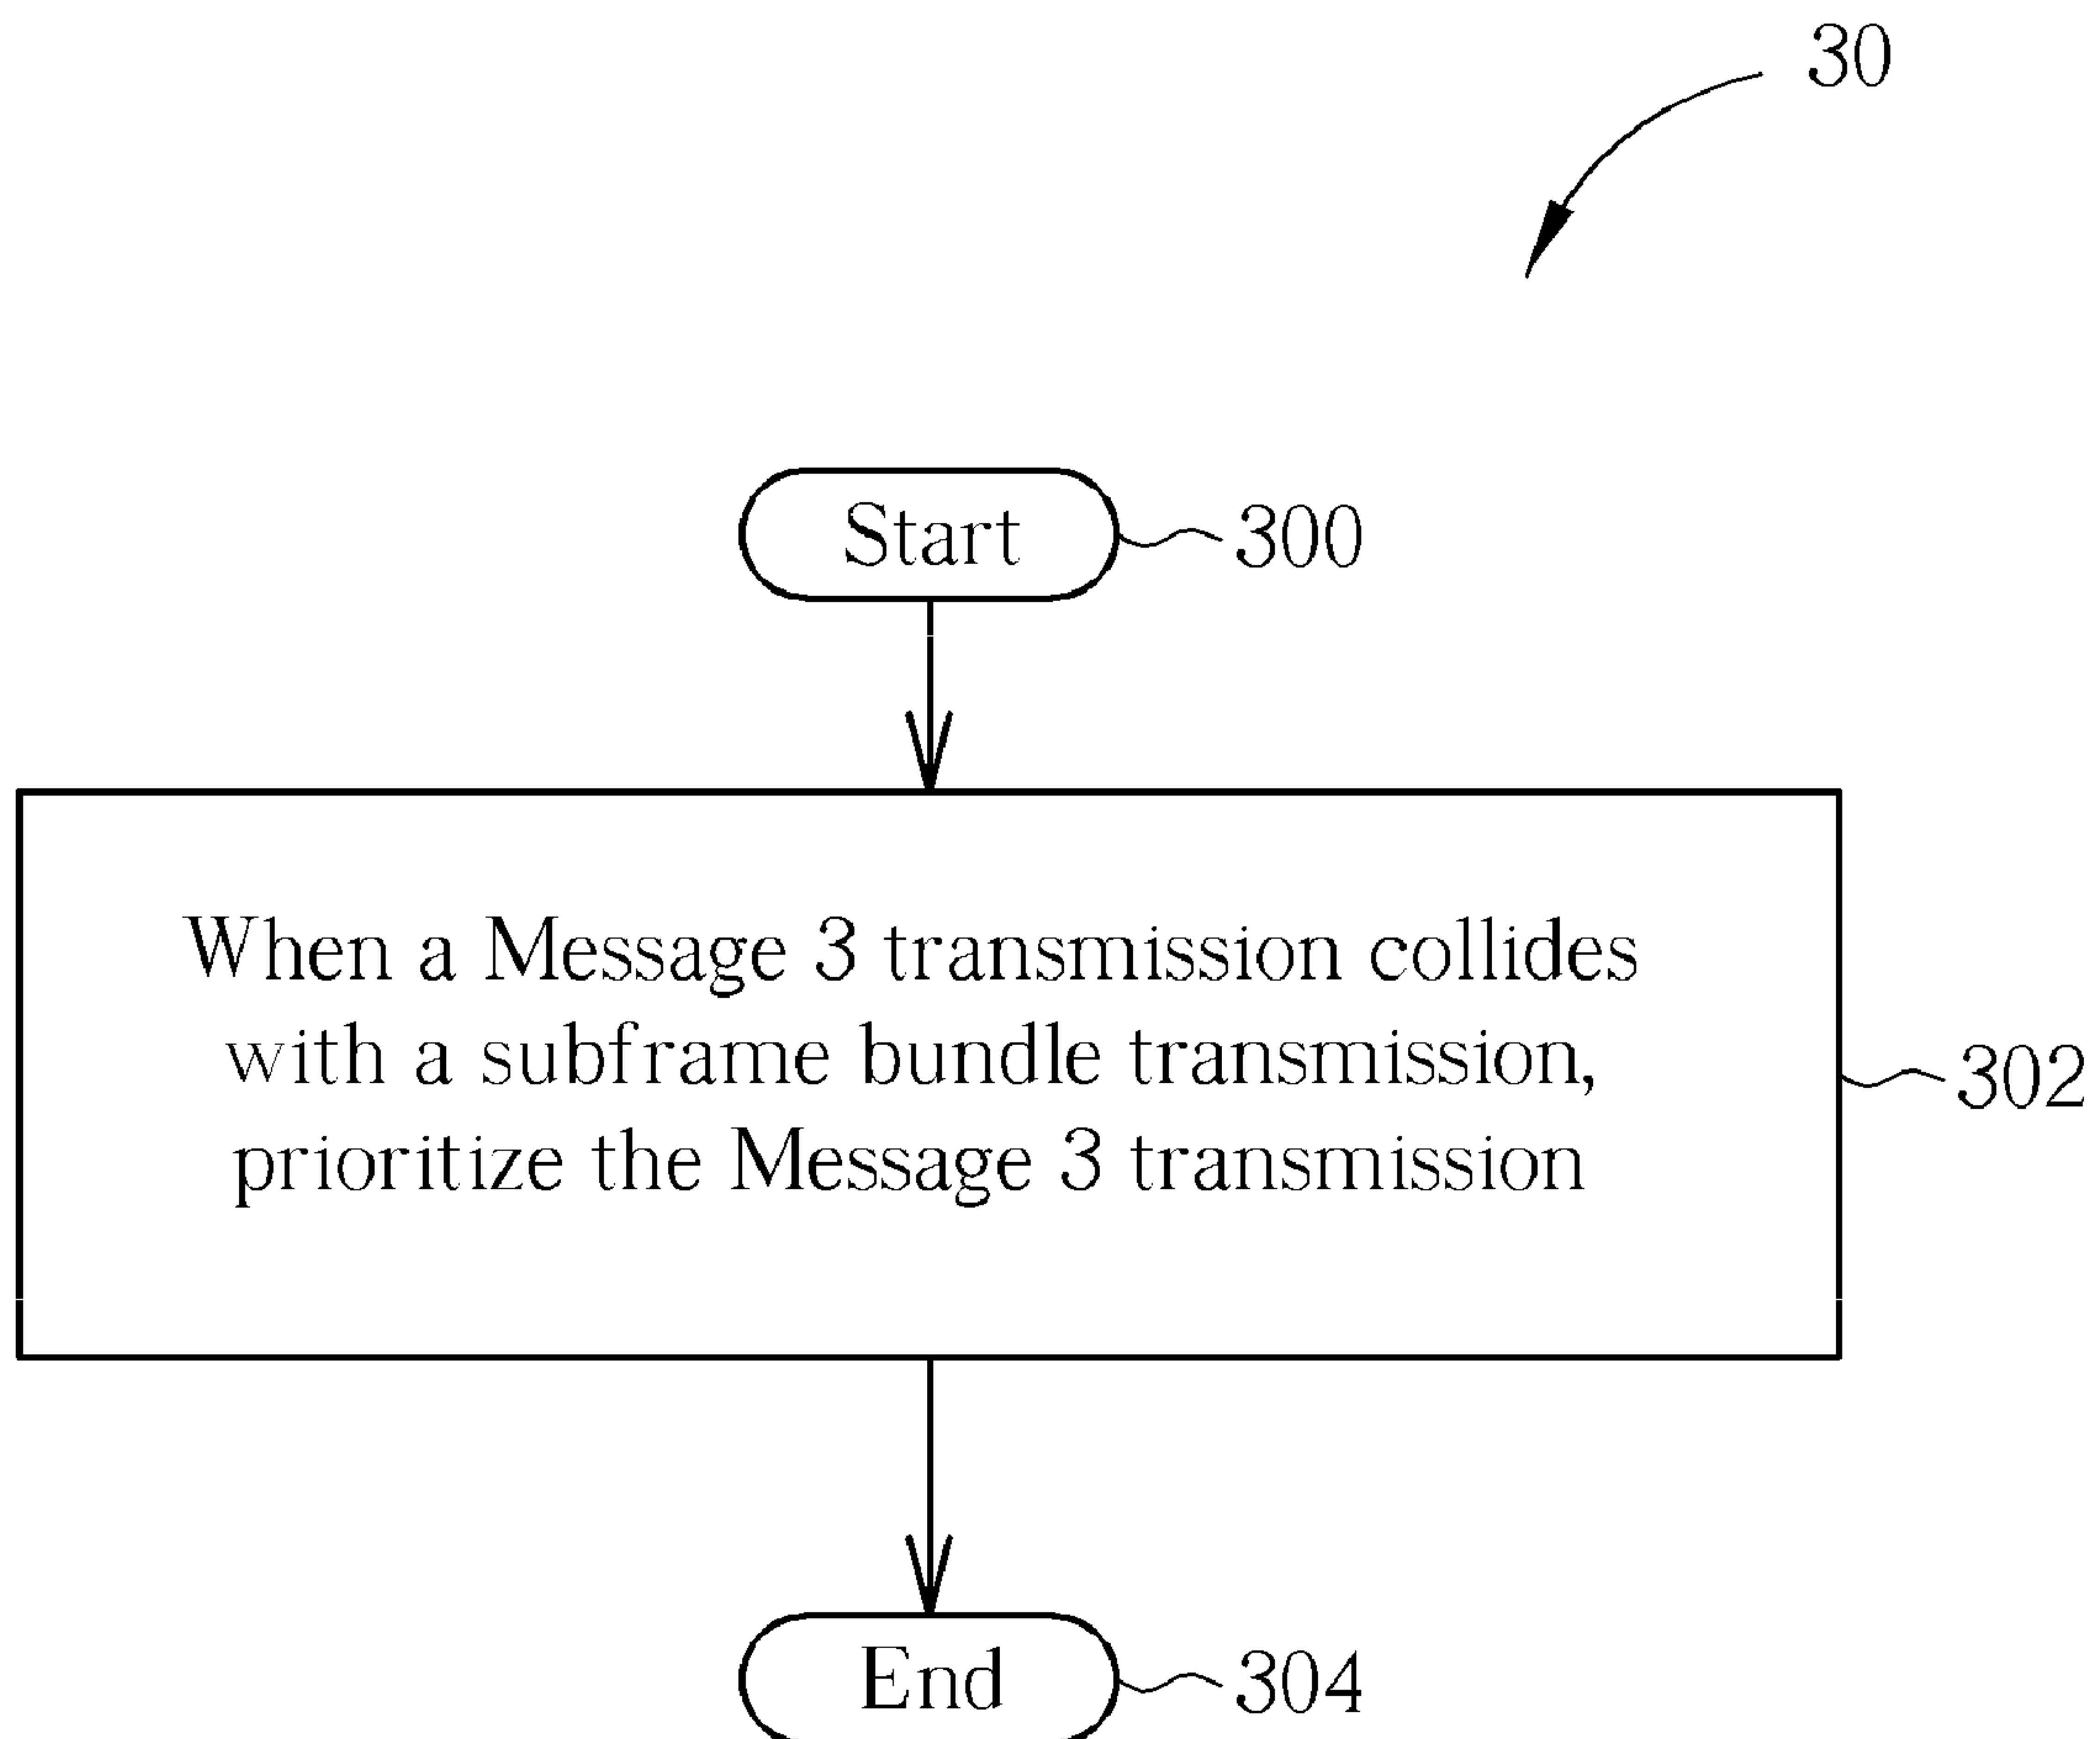 30
Start
300
When a Message 3 transmission collides
with a subframe bundle transmission,
prioritize the Message 3 transmission
302
End
304